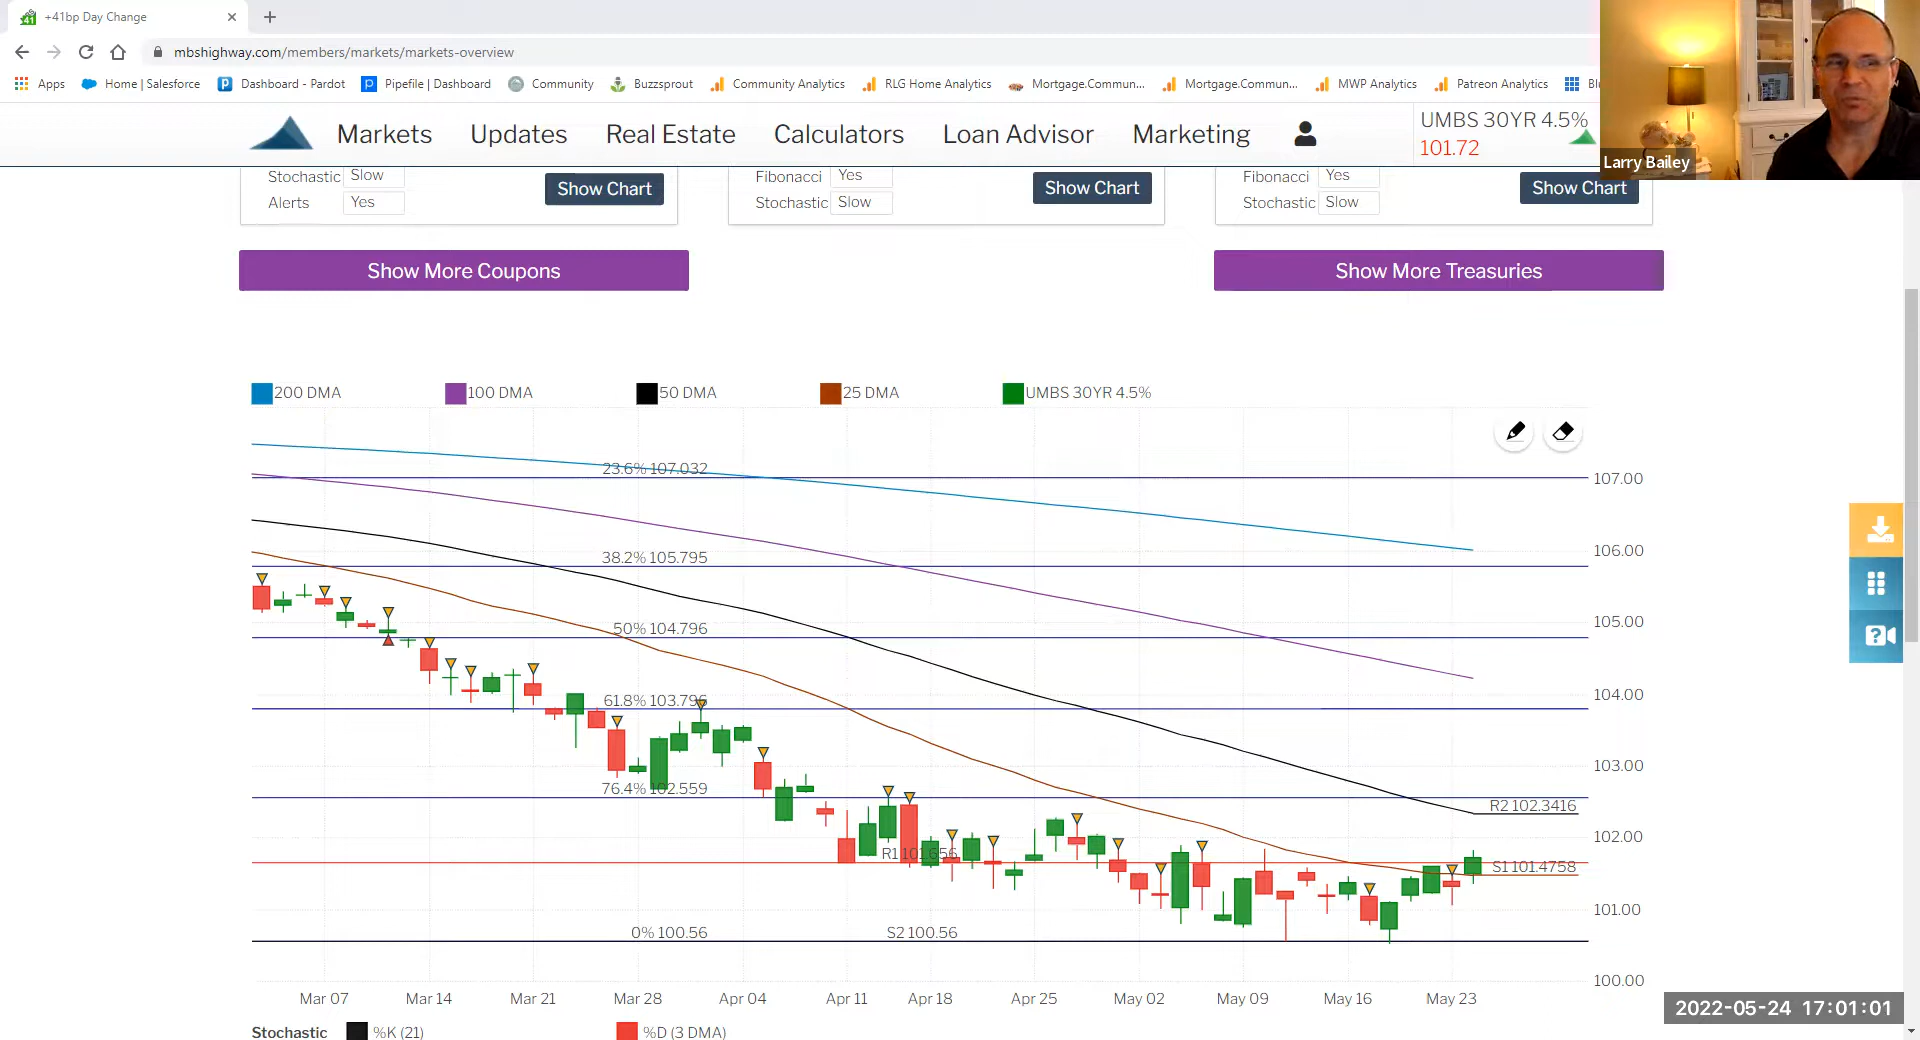 +41bp Day Change
mbshighway.com/members/markets/markets-overview
Apps Home | Salesforce Dashboard - Pardot Pipefile | Dashboard Community Buzzsprout Community Analytics RLG Home Analytics Mortgage.Commun... Mortgage.Commun... MWP Analytics Patreon Analytics Bl
Markets Updates Real Estate Calculators Loan Advisor Marketing
UMBS 30YR 4.5%
101.72
Larry Bailey
Stochastic Slow
Alerts Yes
Show Chart
Fibonacci Yes
Stochastic Slow
Show Chart
Fibonacci Yes
Stochastic Slow
Show Chart
Show More Coupons
Show More Treasuries
200 DMA 100 DMA 50 DMA 25 DMA UMBS 30YR 4.5%
23.6% 107.032
107.00
106.00
38.2% 105.795
50% 104.796
105.00
61.8% 103.796
104.00
103.00
76.4% 102.559
R2 102.3416
102.00
R1 101.656
S1 101.4758
101.00
0% 100.56
S2 100.56
100.00
Mar 07 Mar 14 Mar 21 Mar 28 Apr 04 Apr 11 Apr 18 Apr 25 May 02 May 09 May 16 May 23
2022-05-24 17:01:01
Stochastic %K (21) %D (3 DMA)